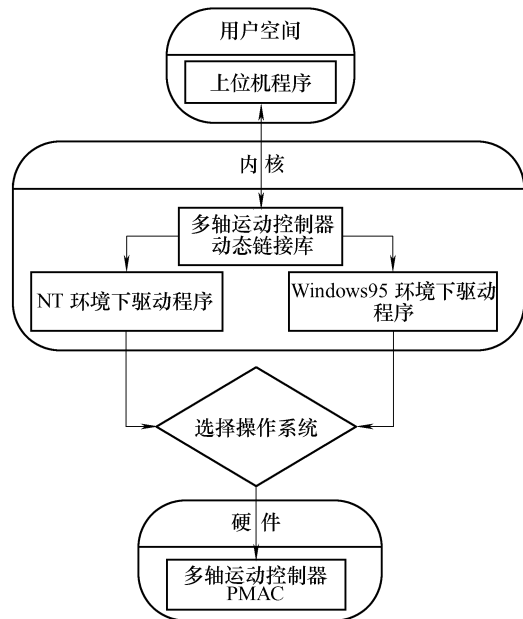 用户空间
上位机程序
内核
多轴运动控制器
动态链接库
NT 环境下驱动程序
Windows95 环境下驱动
程序
选择操作系统
硬件
多轴运动控制器
PMAC